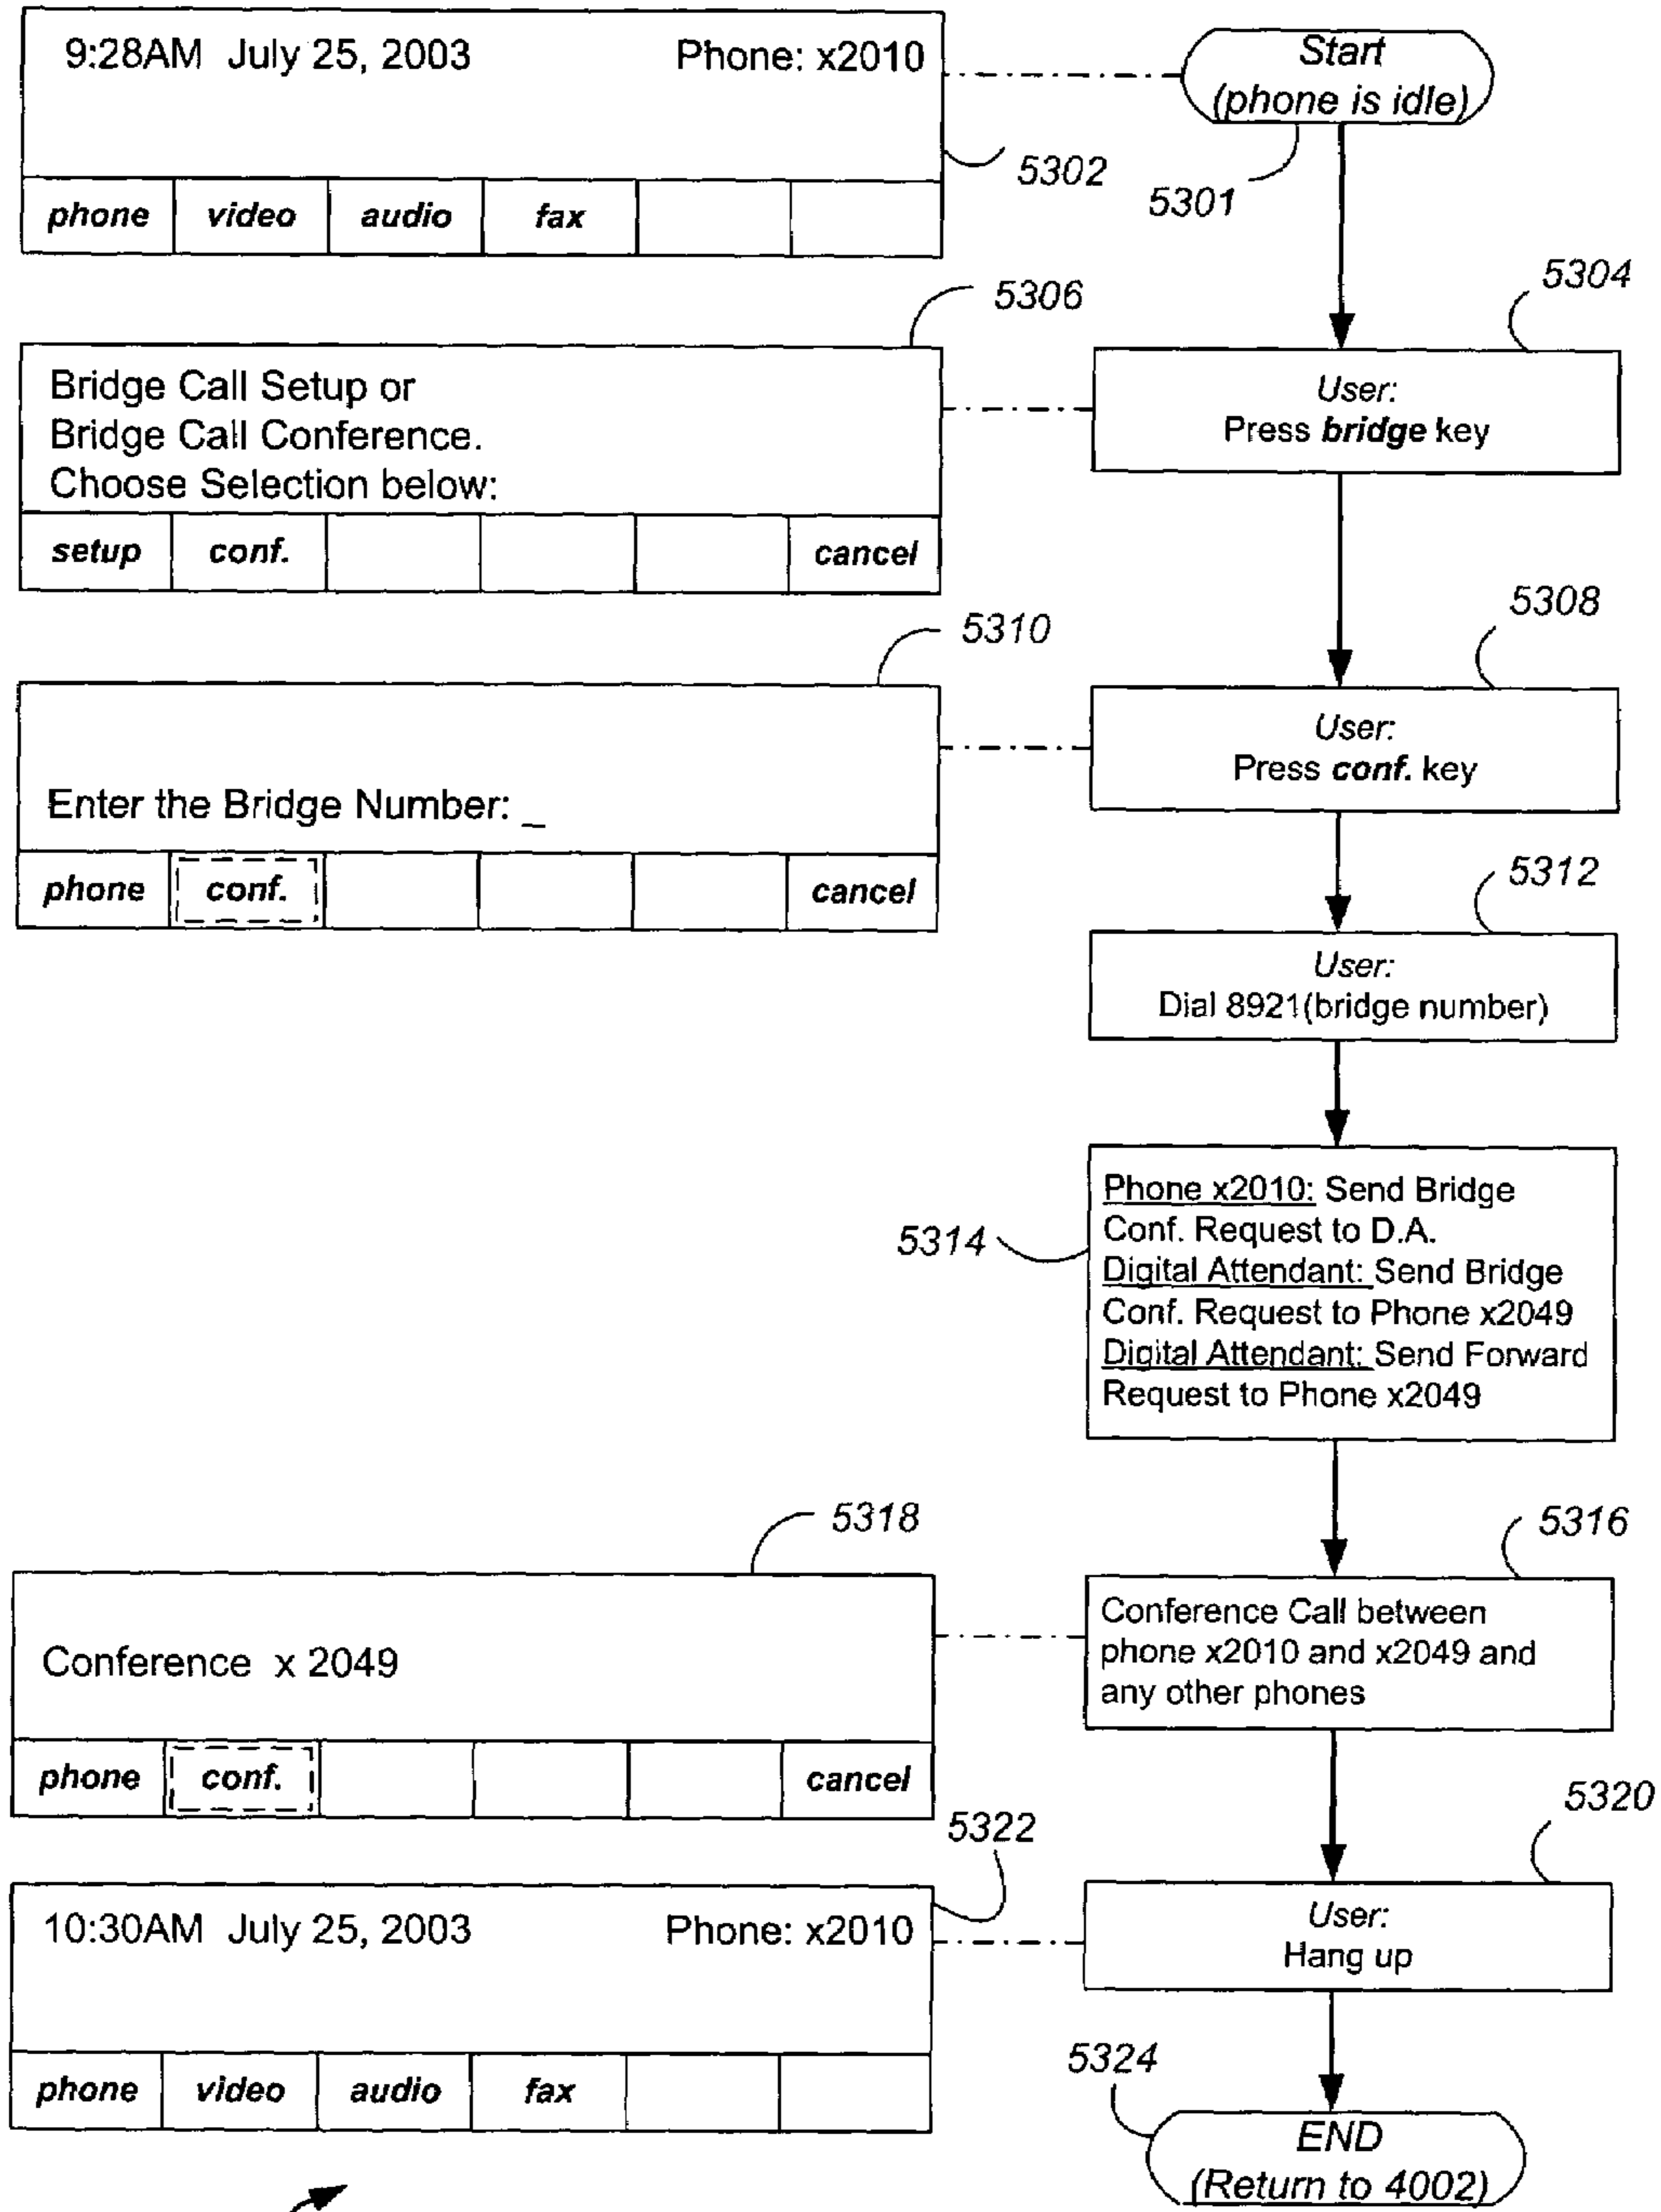 9:28AM July 25, 2003 Phone: x2010
Start
(phone is idle)
5302
5301
phone video audio fax
5304
5306
Bridge Call Setup or
Bridge Call Conference.
Choose Selection below:
User:
Press bridge key
setup conf. cancel
5308
5310
User:
Press conf. key
Enter the Bridge Number: _
phone conf. cancel
5312
User:
Dial 8921(bridge number)
5314
Phone x2010: Send Bridge
Conf. Request to D.A.
Digital Attendant: Send Bridge
Conf. Request to Phone x2049
Digital Attendant: Send Forward
Request to Phone x2049
5318
5316
Conference x 2049
Conference Call between
phone x2010 and x2049 and
any other phones
phone conf. cancel
5320
5322
10:30AM July 25, 2003 Phone: x2010
User:
Hang up
phone video audio fax
5324
END
(Return to 4002)